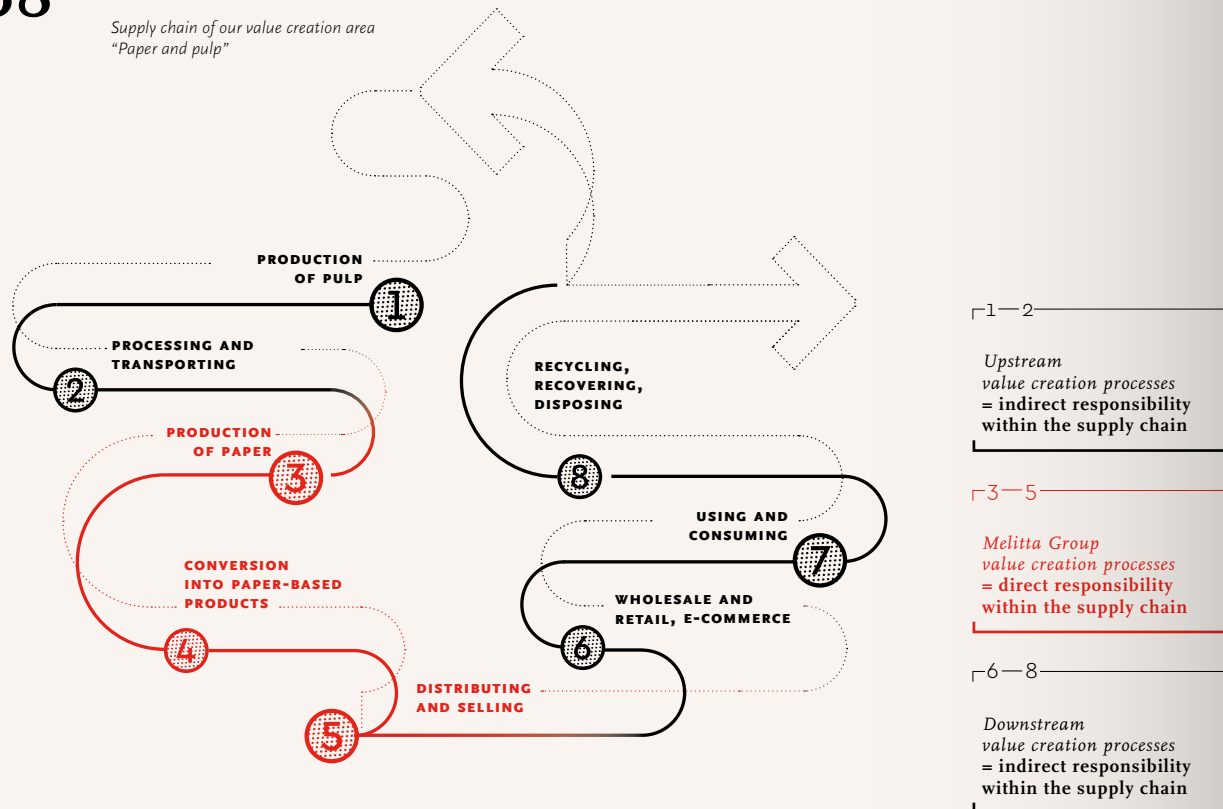 Supply chain of our value creation area
“Paper and pulp”
PRODUCTION
OF PULP
1
PROCESSING AND
TRANSPORTING
2
PRODUCTION
OF PAPER
3
CONVERSION
INTO PAPER-BASED
PRODUCTS
4
DISTRIBUTING
AND SELLING
5
WHOLESALE AND
RETAIL, E-COMMERCE
6
USING AND
CONSUMING
7
RECYCLING,
RECOVERING,
DISPOSING
8
1—2
Upstream
value creation processes
= indirect responsibility
within the supply chain
3—5
Melitta Group
value creation processes
= direct responsibility
within the supply chain
6—8
Downstream
value creation processes
= indirect responsibility
within the supply chain